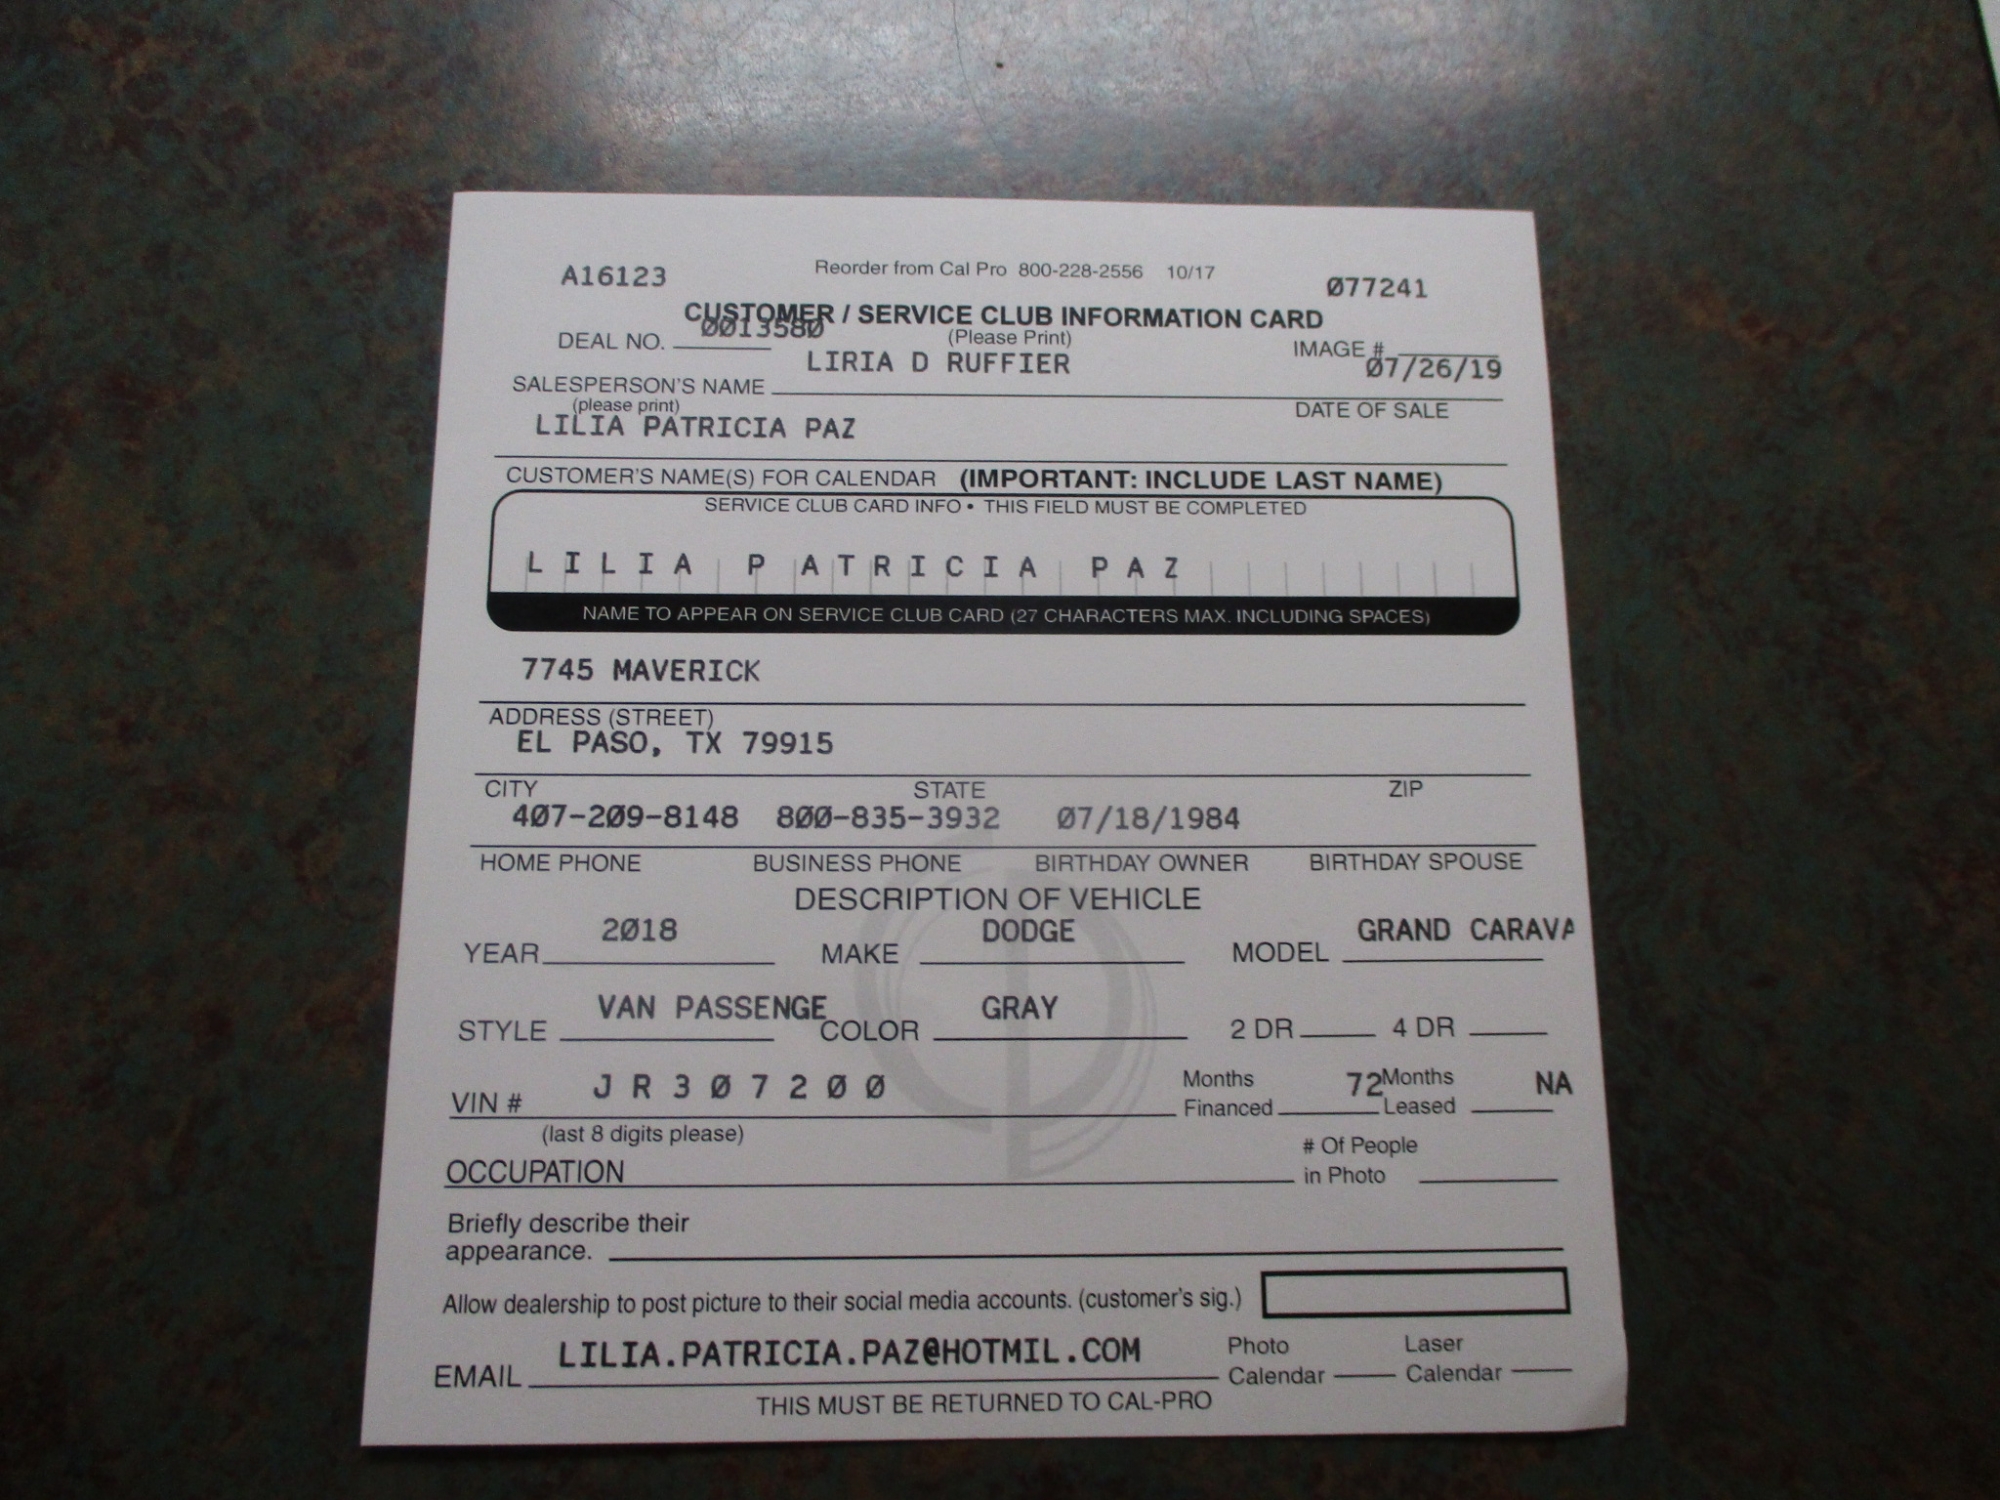 Reorder from Cal Pro 800-228-2556 10/17
A16123 Ø77241
CUSTOMER / SERVICE CLUB INFORMATION CARD
DEAL NO. ØØ1358Ø (Please Print) IMAGE #
SALESPERSON'S NAME LIRIA D RUFFIER Ø7/26/19
(please print) DATE OF SALE
LILIA PATRICIA PAZ
CUSTOMER'S NAME(S) FOR CALENDAR (IMPORTANT: INCLUDE LAST NAME)
SERVICE CLUB CARD INFO • THIS FIELD MUST BE COMPLETED
LILIA PATRICIA PAZ
NAME TO APPEAR ON SERVICE CLUB CARD (27 CHARACTERS MAX. INCLUDING SPACES)
7745 MAVERICK
ADDRESS (STREET)
EL PASO, TX 79915
CITY STATE ZIP
4Ø7-2Ø9-8148 8ØØ-835-3932 Ø7/18/1984
HOME PHONE BUSINESS PHONE BIRTHDAY OWNER BIRTHDAY SPOUSE
DESCRIPTION OF VEHICLE
YEAR 2Ø18 MAKE DODGE MODEL GRAND CARAVA
STYLE VAN PASSENGE COLOR GRAY 2 DR 4 DR
VIN # JR3Ø72ØØ Months Financed 72 Months Leased NA
(last 8 digits please)
OCCUPATION # Of People in Photo
Briefly describe their
appearance.
Allow dealership to post picture to their social media accounts. (customer's sig.)
EMAIL LILIA.PATRICIA.PAZ@HOTMIL.COM Photo Calendar Laser Calendar
THIS MUST BE RETURNED TO CAL-PRO